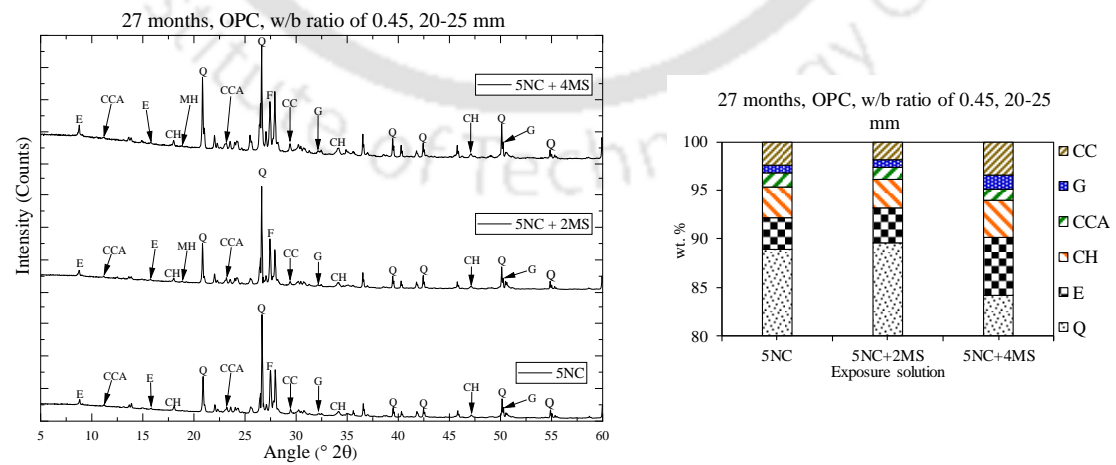 27 months, OPC, w/b ratio of 0.45, 20-25 mm
Institute of Technology
Intensity (Counts)
5NC + 4MS
E CCA E MH CH Q CCA Q F CC G CH Q Q CH Q G Q
5NC + 2MS
E CCA E MH CH Q CCA Q F CC G CH Q Q CH Q G Q
5NC
E CCA E CH Q CCA Q F CC G CH Q Q CH Q G Q
5 10 15 20 25 30 35 40 45 50 55 60
Angle (° 2θ)
27 months, OPC, w/b ratio of 0.45, 20-25
mm
wt. %
100
95
90
85
80
5NC 5NC+2MS 5NC+4MS
Exposure solution
CC
G
CCA
CH
E
Q